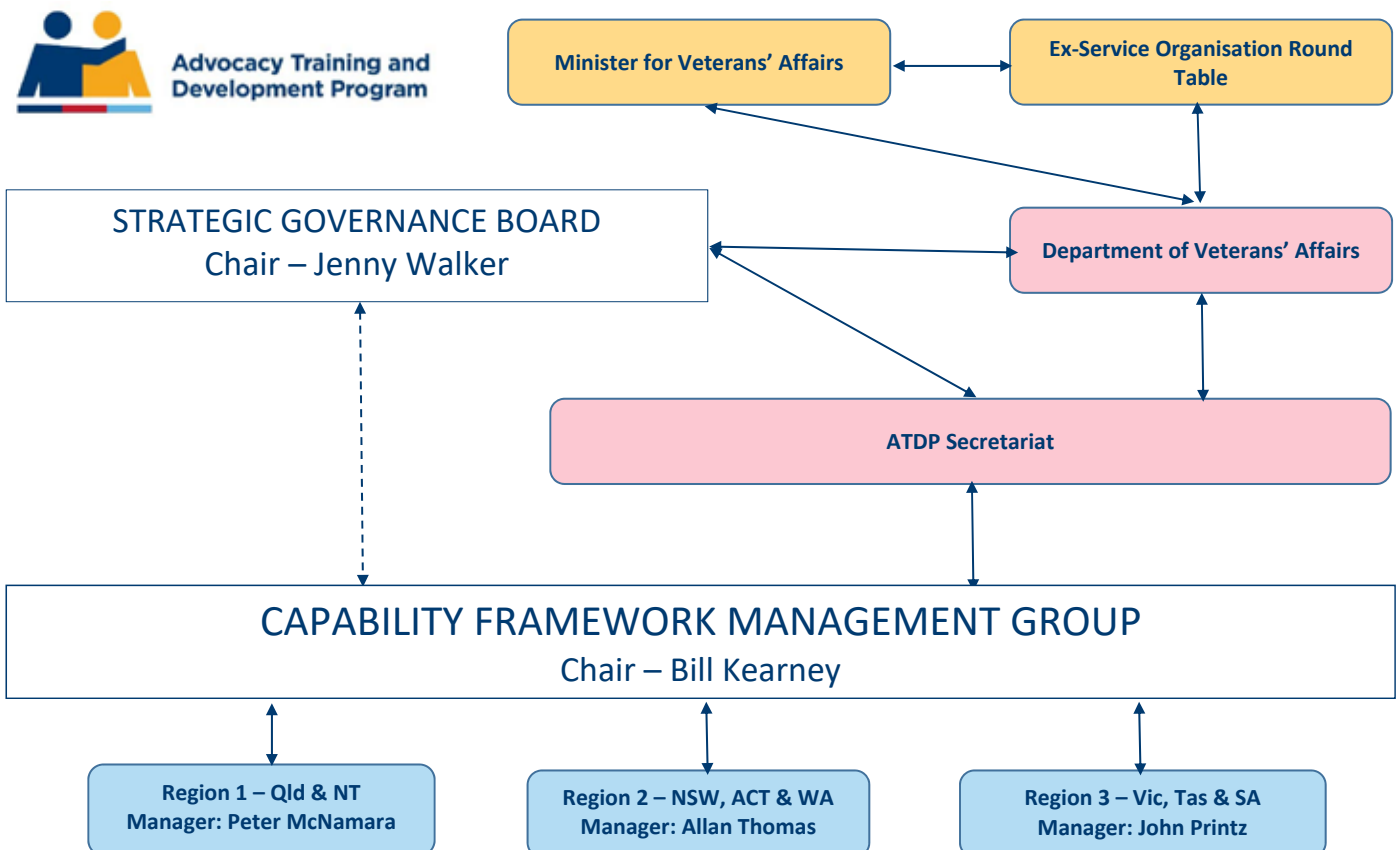 Advocacy Training and
Development Program
Minister for Veterans’ Affairs
Ex-Service Organisation Round
Table
STRATEGIC GOVERNANCE BOARD
Chair – Jenny Walker
Department of Veterans’ Affairs
ATDP Secretariat
CAPABILITY FRAMEWORK MANAGEMENT GROUP
Chair – Bill Kearney
Region 1 – Qld & NT
Manager: Peter McNamara
Region 2 – NSW, ACT & WA
Manager: Allan Thomas
Region 3 – Vic, Tas & SA
Manager: John Printz